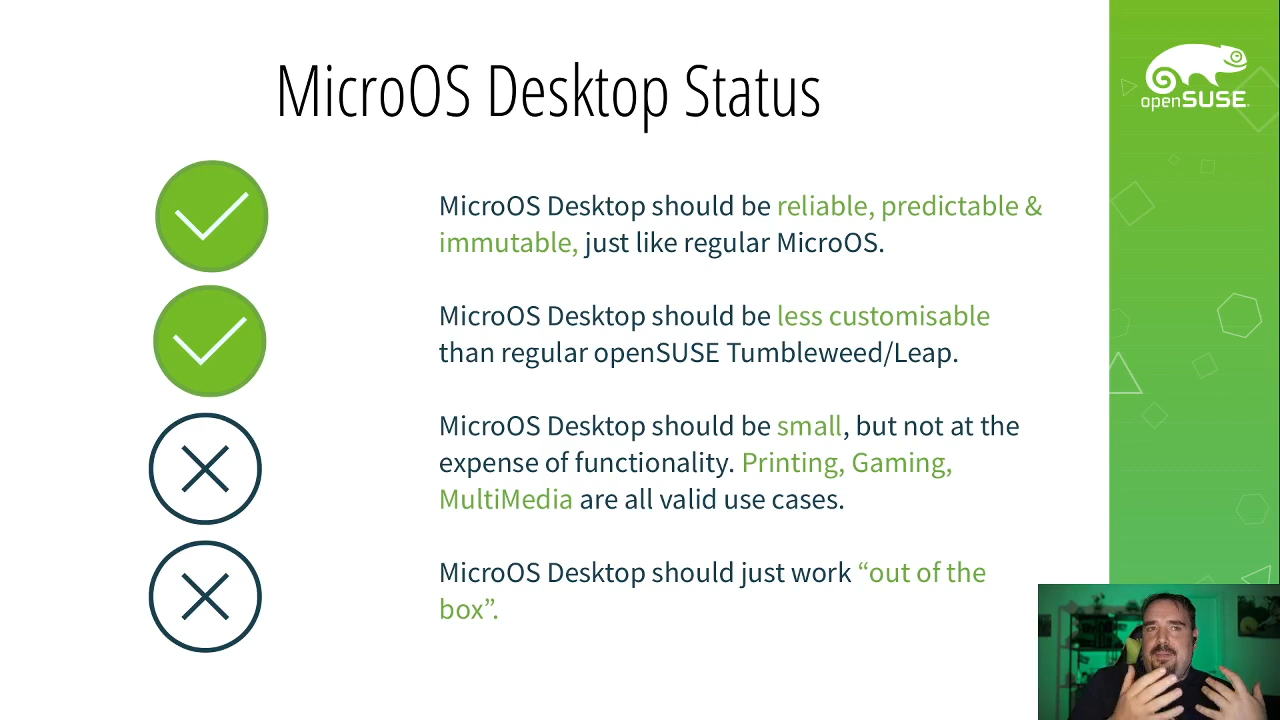 MicroOS Desktop Status
openSUSE
MicroOS Desktop should be reliable, predictable &
immutable, just like regular MicroOS.
MicroOS Desktop should be less customisable
than regular openSUSE Tumbleweed/Leap.
MicroOS Desktop should be small, but not at the
expense of functionality. Printing, Gaming,
MultiMedia are all valid use cases.
MicroOS Desktop should just work “out of the
box”.